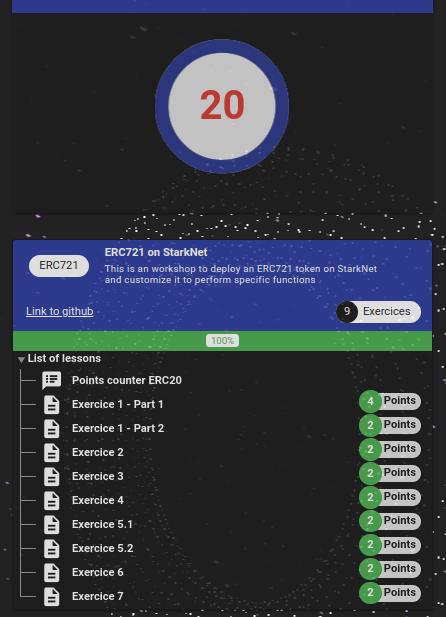 20
ERC721
ERC721 on StarkNet
This is an workshop to deploy an ERC721 token on StarkNet
and customize it to perform specific functions
Link to github
9 Exercices
100%
List of lessons
Points counter ERC20
Exercice 1 - Part 1 4 Points
Exercice 1 - Part 2 2 Points
Exercice 2 2 Points
Exercice 3 2 Points
Exercice 4 2 Points
Exercice 5.1 2 Points
Exercice 5.2 2 Points
Exercice 6 2 Points
Exercice 7 2 Points